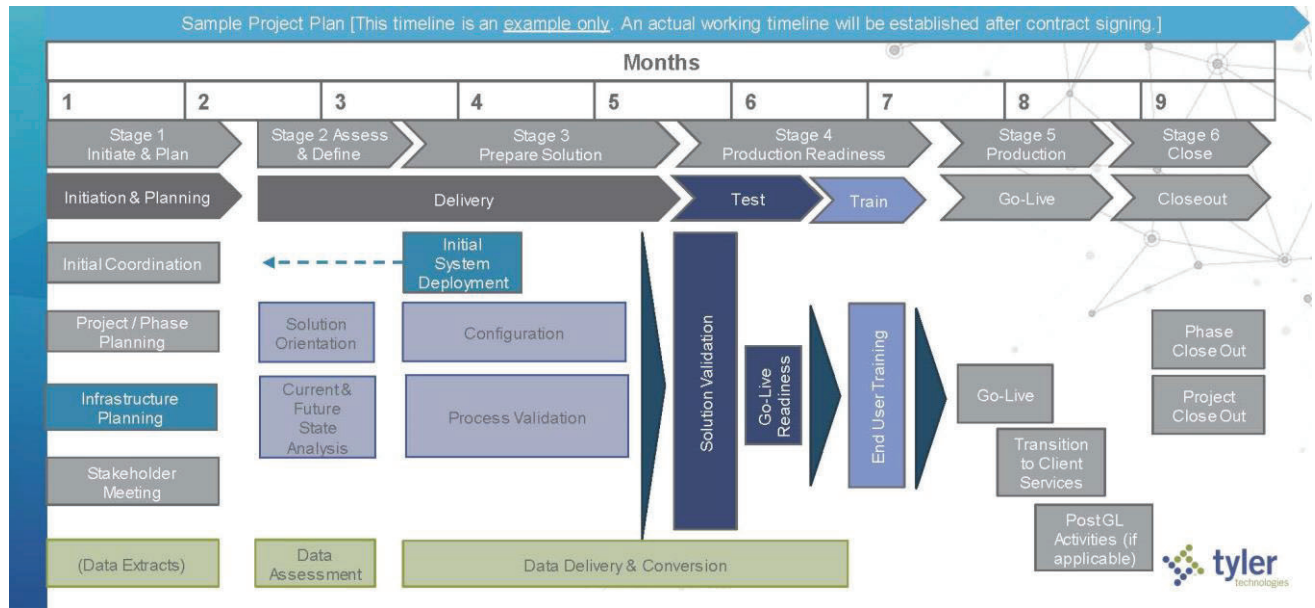 Sample Project Plan [This timeline is an example only. An actual working timeline will be established after contract signing.]
Months
1 2 3 4 5 6 7 8 9
Stage 1
Initiate & Plan
Stage 2 Assess
& Define
Stage 3
Prepare Solution
Stage 4
Production Readiness
Stage 5
Production
Stage 6
Close
Initiation & Planning
Delivery
Test
Train
Go-Live
Closeout
Initial Coordination
Initial
System
Deployment
Project / Phase
Planning
Solution
Orientation
Configuration
Infrastructure
Planning
Current &
Future
State
Analysis
Process Validation
Stakeholder
Meeting
Solution Validation
Go-Live
Readiness
End User Training
Go-Live
Transition
to Client
Services
Post GL
Activities (if
applicable)
Phase
Close Out
Project
Close Out
(Data Extracts)
Data
Assessment
Data Delivery & Conversion
tyler
technologies